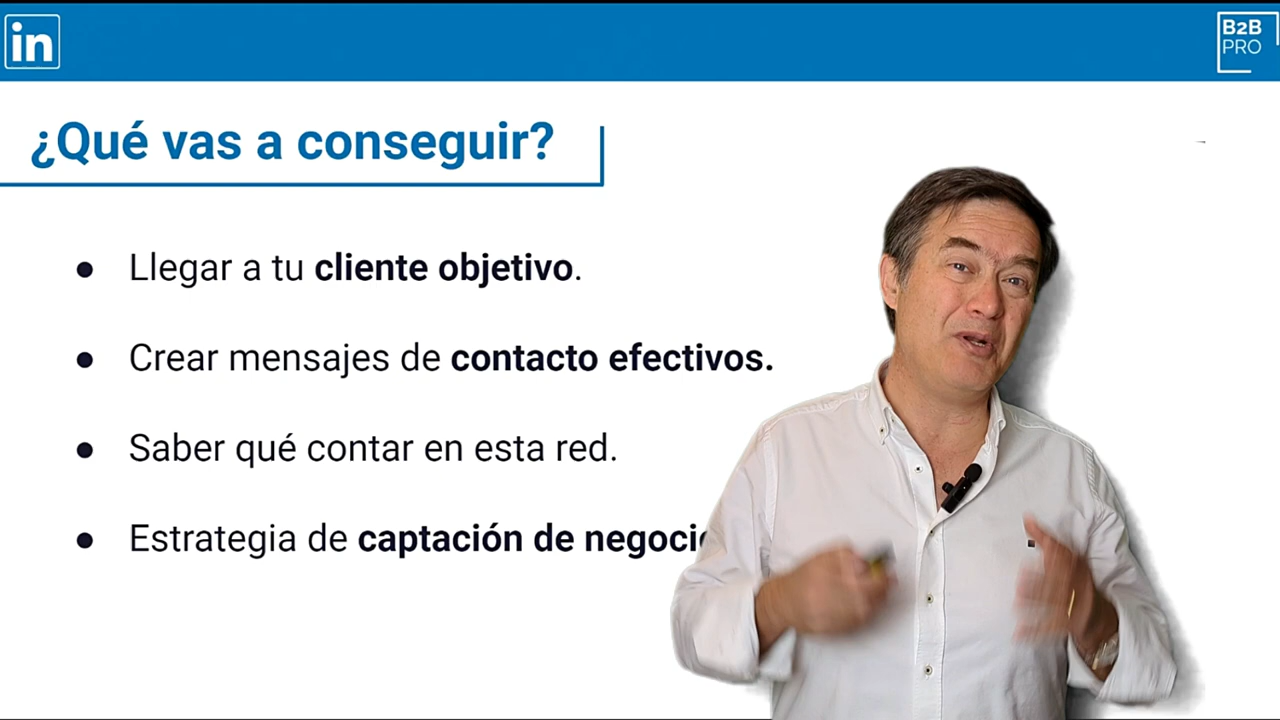 in
B2B
PRO
¿Qué vas a conseguir?
● Llegar a tu cliente objetivo.
● Crear mensajes de contacto efectivos.
● Saber qué contar en esta red.
● Estrategia de captación de